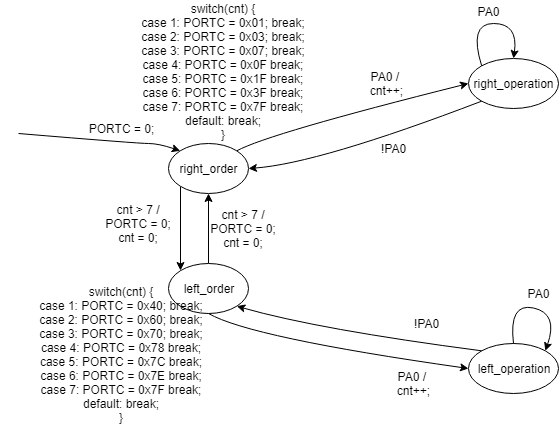 switch(cnt) {
case 1: PORTC = 0x01; break;
case 2: PORTC = 0x03; break;
case 3: PORTC = 0x07; break;
case 4: PORTC = 0x0F break;
case 5: PORTC = 0x1F break;
case 6: PORTC = 0x3F break;
case 7: PORTC = 0x7F break;
default: break;
}
PA0
right_operation
PA0 /
cnt++;
!PA0
PORTC = 0;
right_order
cnt > 7 /
PORTC = 0;
cnt = 0;
cnt > 7 /
PORTC = 0;
cnt = 0;
left_order
switch(cnt) {
case 1: PORTC = 0x40; break;
case 2: PORTC = 0x60; break;
case 3: PORTC = 0x70; break;
case 4: PORTC = 0x78 break;
case 5: PORTC = 0x7C break;
case 6: PORTC = 0x7E break;
case 7: PORTC = 0x7F break;
default: break;
}
!PA0
PA0
PA0 /
cnt++;
left_operation